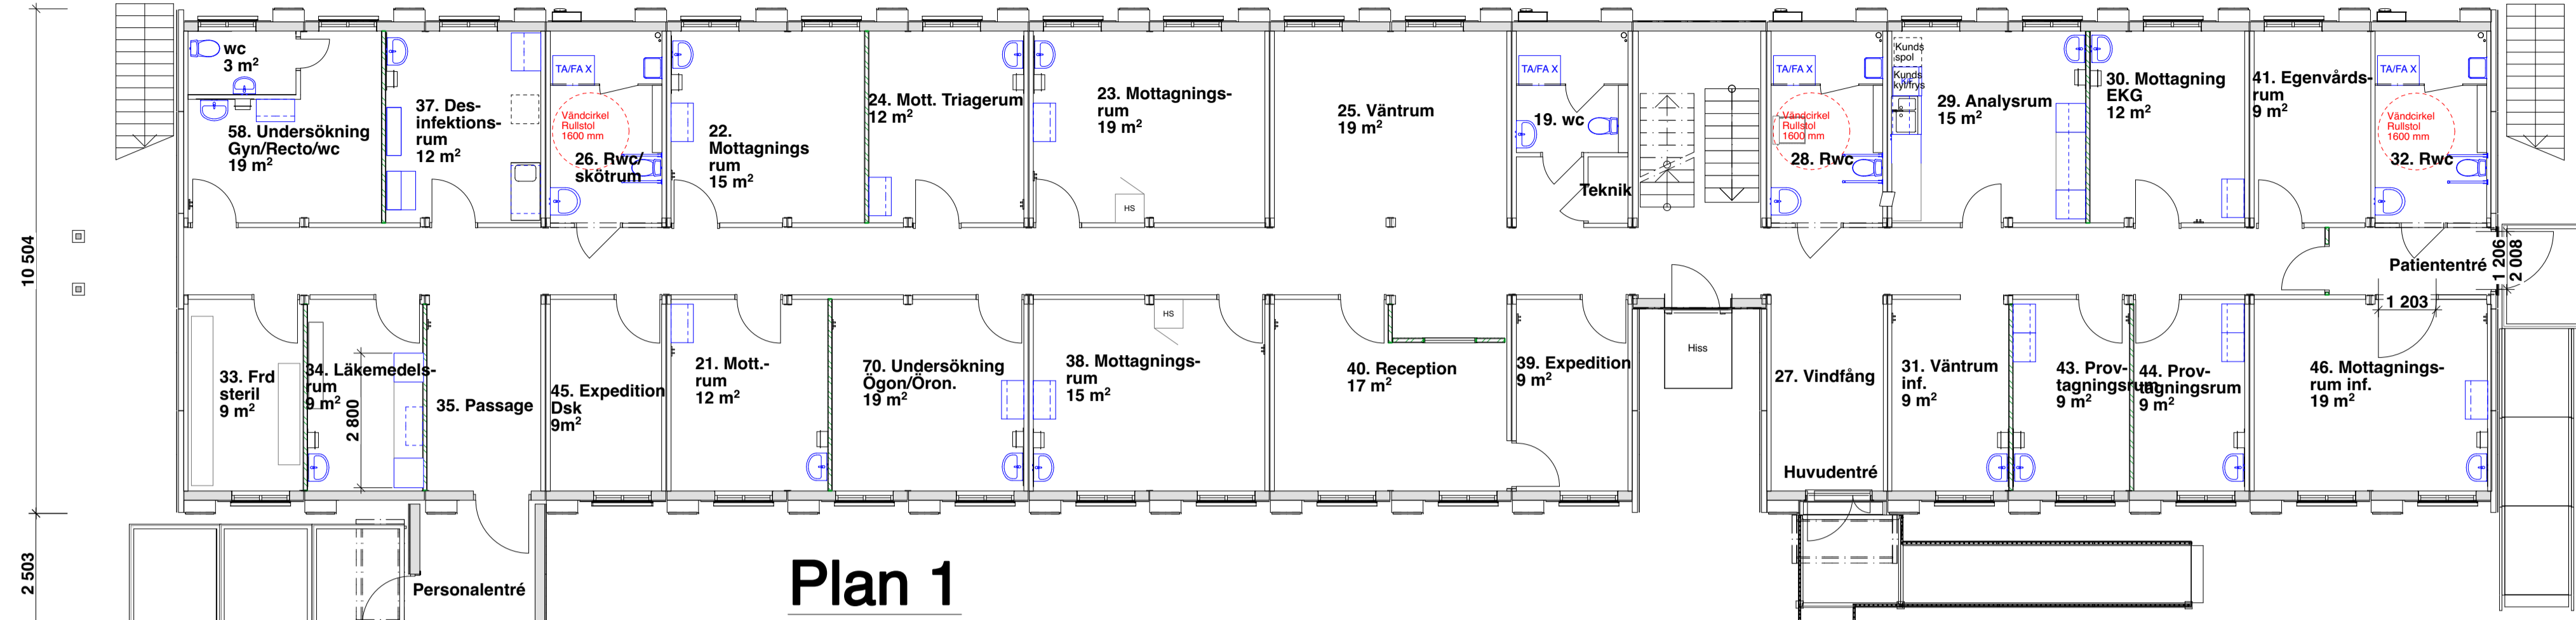 wc
3 m²
58. Undersökning
Gyn/Recto/wc
19 m²
37. Des-
infektions-
rum
12 m²
TA/FA X
Vändcirkel
Rullstol
1600 mm
26. Rwc/
skötrum
22.
Mottagnings
rum
15 m²
24. Mott. Triagerum
12 m²
23. Mottagnings-
rum
19 m²
HS
25. Väntrum
19 m²
TA/FA X
19. wc
Teknik
TA/FA X
Vändcirkel
Rullstol
1600 mm
28. Rwc
Kunds
spol
Kunds
kyl/frys
29. Analysrum
15 m²
30. Mottagning
EKG
12 m²
41. Egenvårds-
rum
9 m²
TA/FA X
Vändcirkel
Rullstol
1600 mm
32. Rwc
Patiententré
1 206
2 008
1 203
10 504
2 503
33. Frd
steril
9 m²
34. Läkemedels-
rum
9 m²
2 800
35. Passage
45. Expedition
Dsk
9m²
21. Mott.-
rum
12 m²
70. Undersökning
Ögon/Öron.
19 m²
HS
38. Mottagnings-
rum
15 m²
40. Reception
17 m²
39. Expedition
9 m²
Hiss
27. Vindfång
Huvudentré
31. Väntrum
inf.
9 m²
43. Prov-
tagningsrum
9 m²
44. Prov-
tagningsrum
9 m²
46. Mottagnings-
rum inf.
19 m²
Personalentré
Plan 1